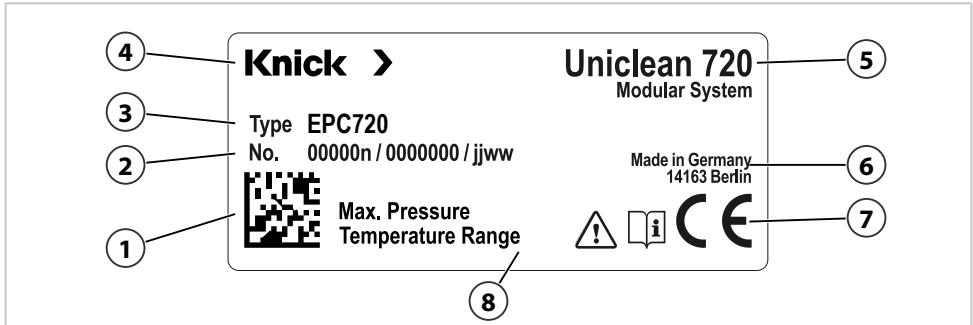 4
Knick >
Uniclean 720
5
Modular System
3
Type EPC720
2
No. 00000n / 0000000 / jjww
Made in Germany
14163 Berlin
6
1
Max. Pressure
Temperature Range
i
CE
7
8